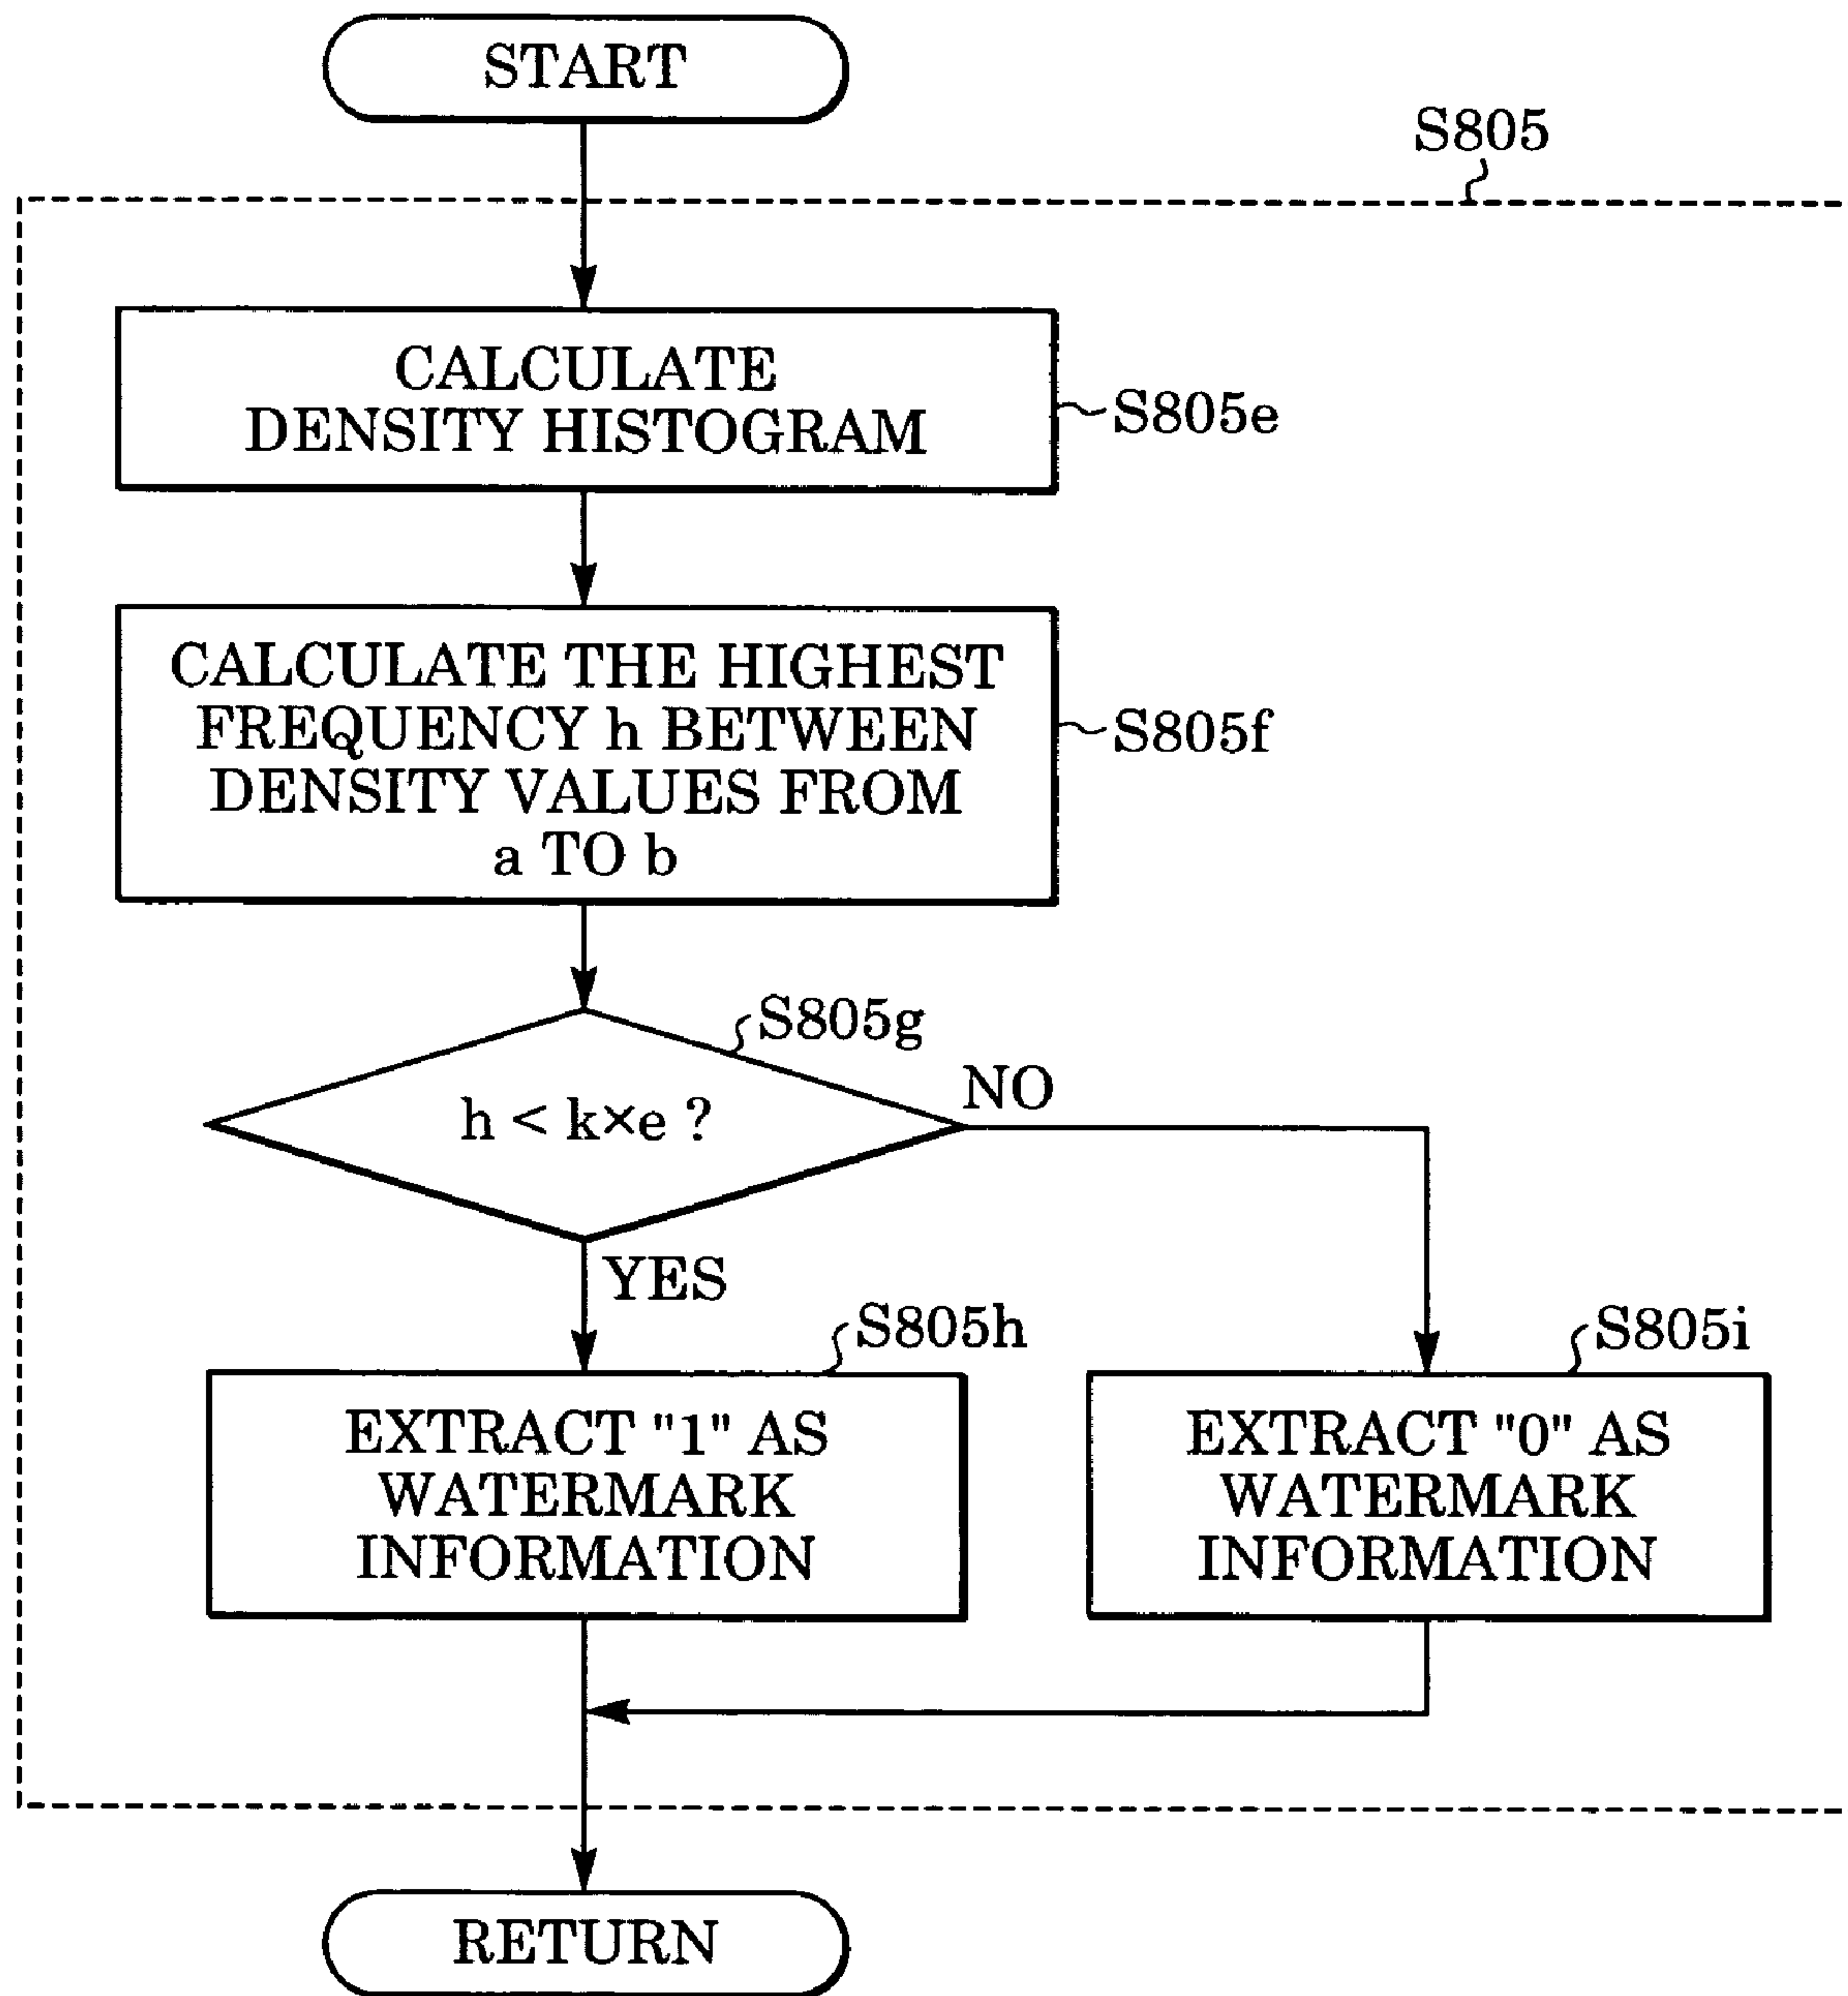 START
S805
CALCULATE
DENSITY HISTOGRAM
S805e
CALCULATE THE HIGHEST
FREQUENCY h BETWEEN
DENSITY VALUES FROM
a TO b
S805f
S805g
h < k×e ?
NO
YES
S805h
EXTRACT "1" AS
WATERMARK
INFORMATION
S805i
EXTRACT "0" AS
WATERMARK
INFORMATION
RETURN